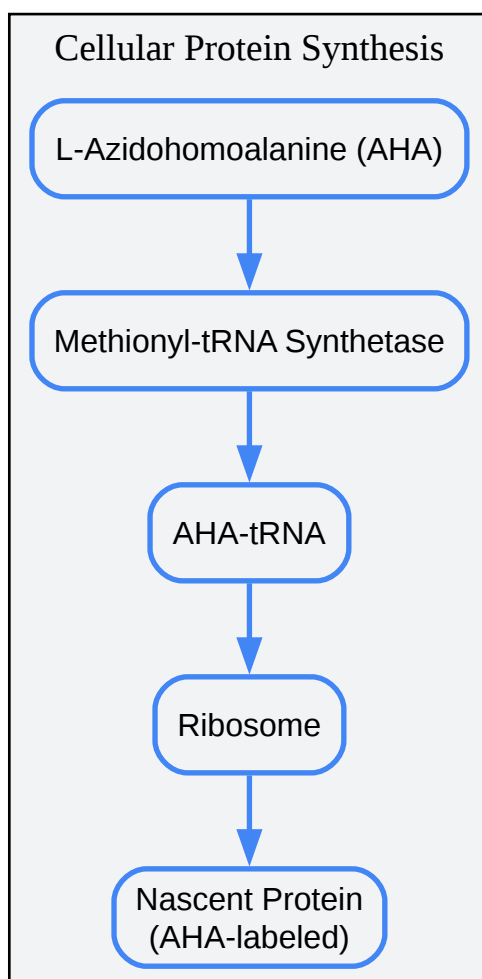 Cellular Protein Synthesis
L-Azidohomoalanine (AHA)
Methionyl-tRNA Synthetase
AHA-tRNA
Ribosome
Nascent Protein
(AHA-labeled)